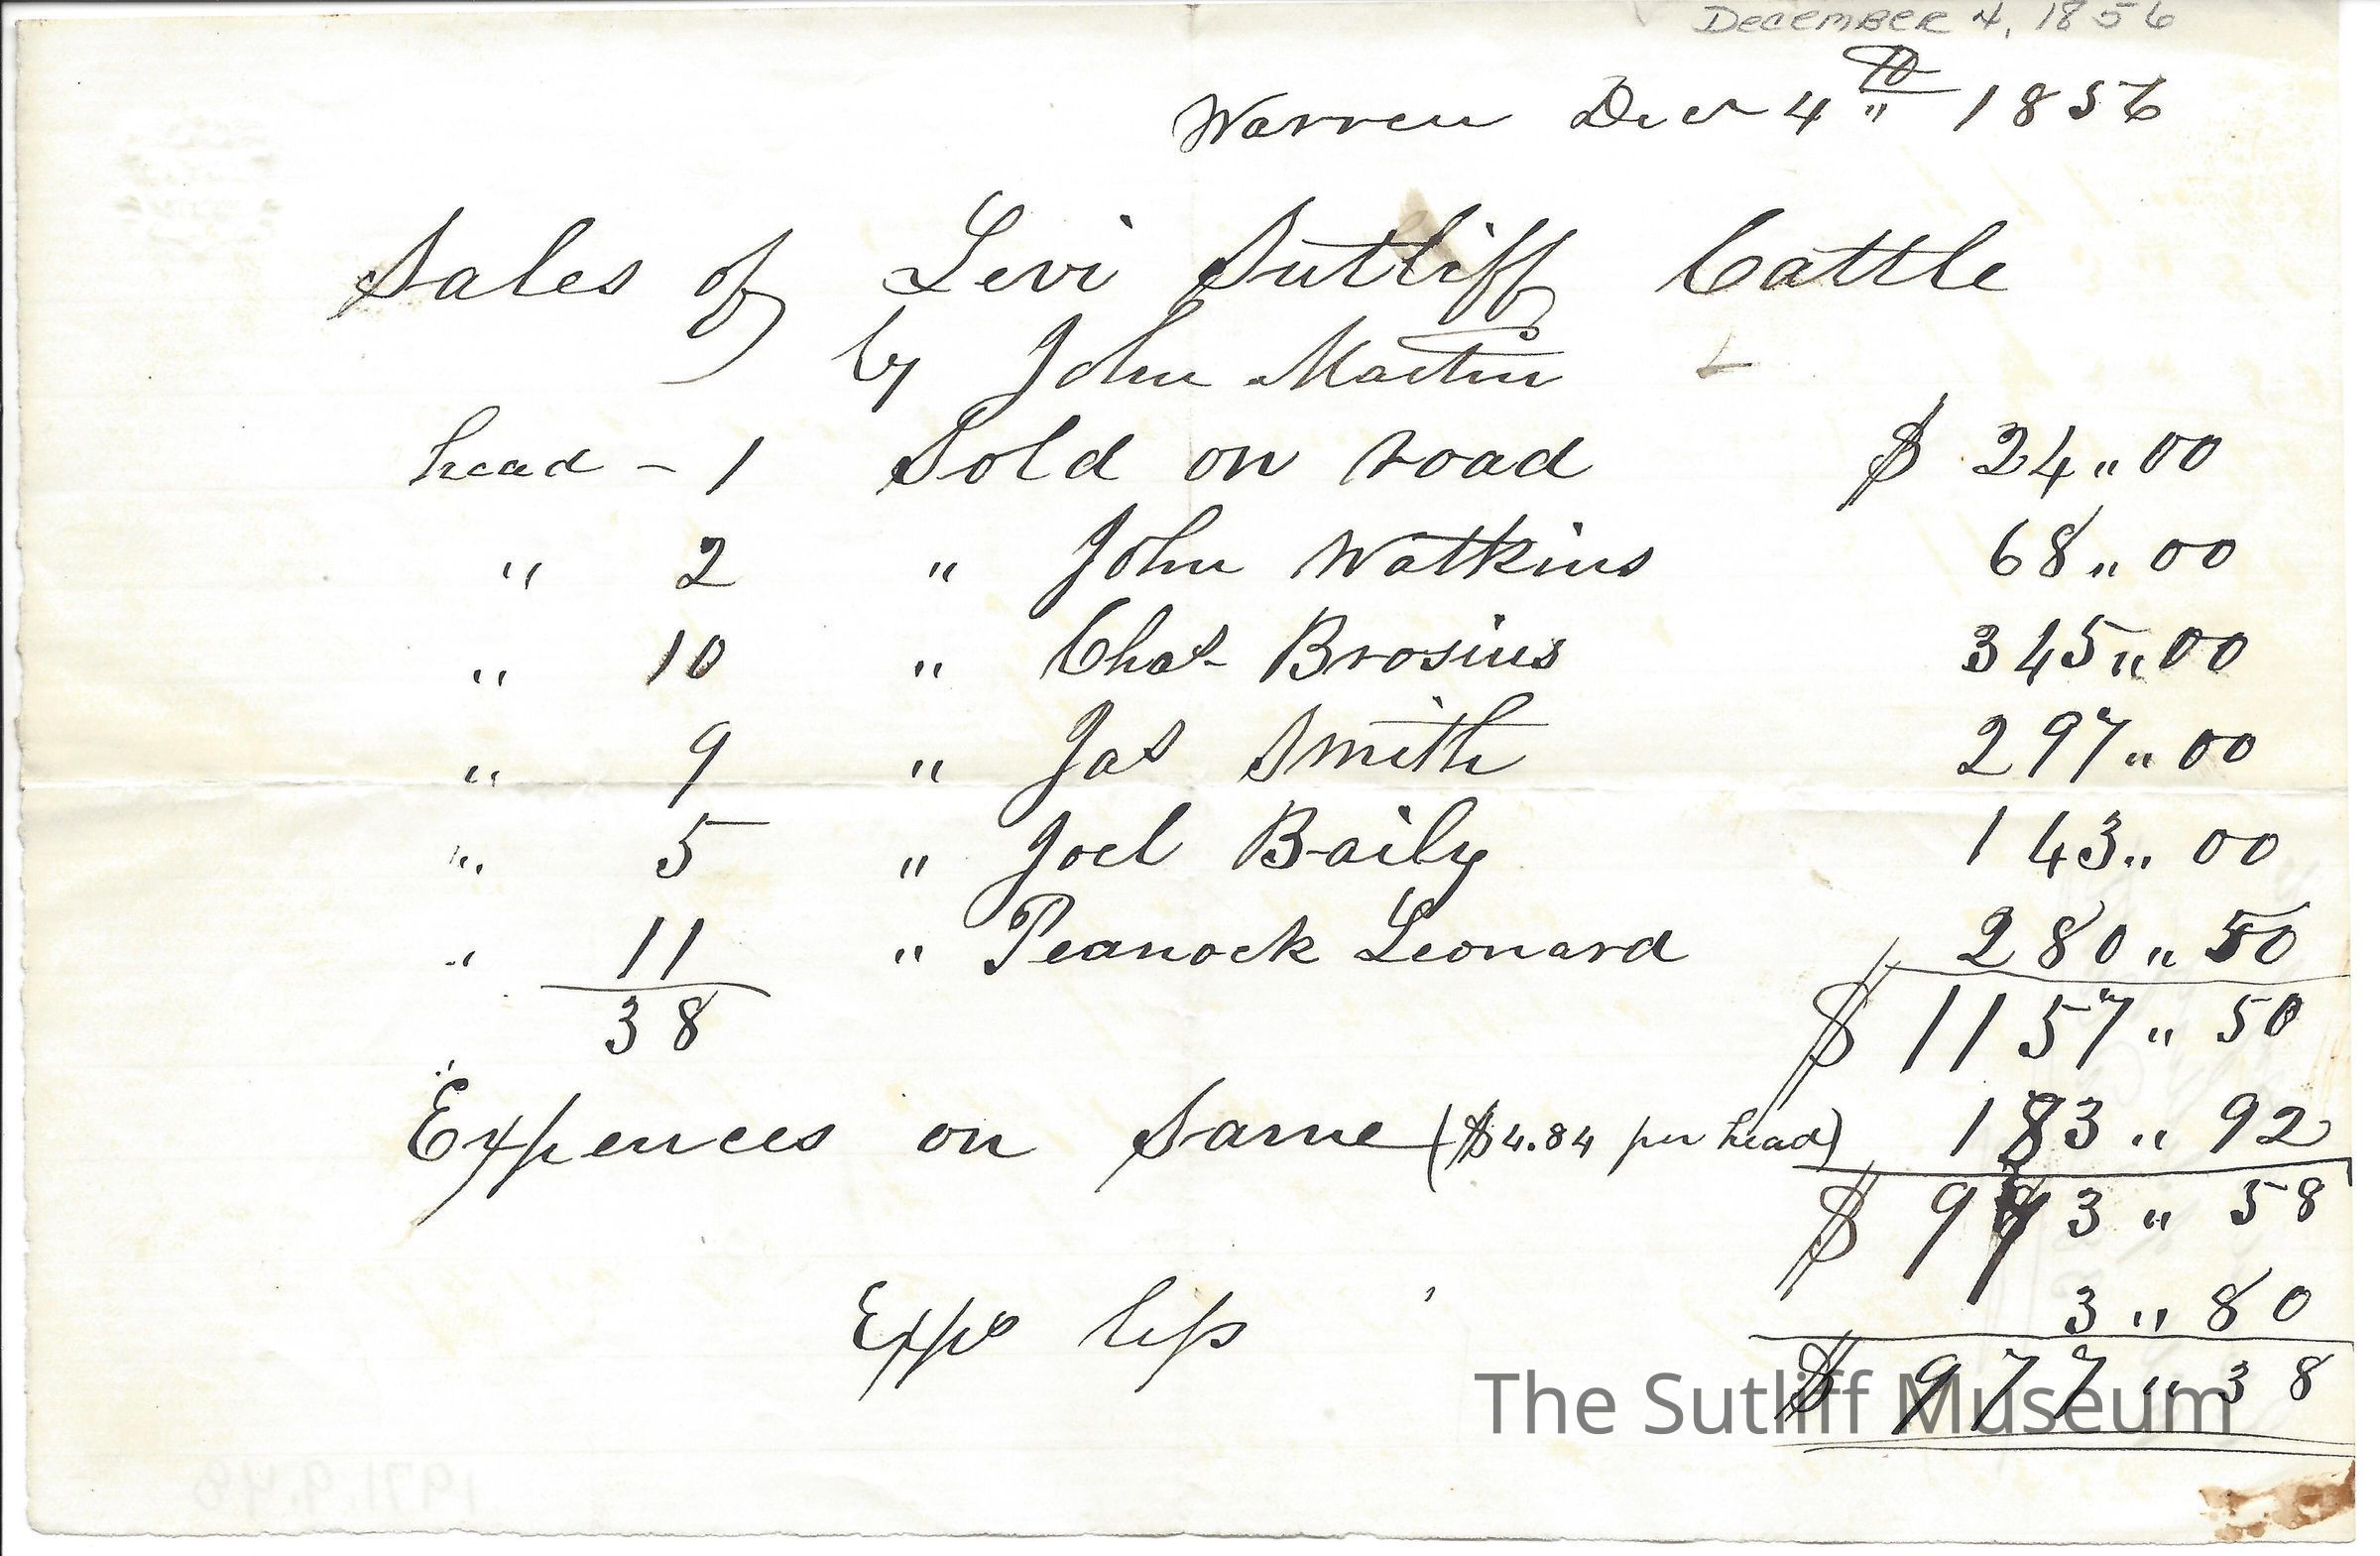 December 4, 1856
Warren Decr 4th 1856
Sales of Levi Sutliff Cattle
by John Martin
head - 1 Sold on road $ 24 " 00
" 2 " John Watkins 68 " 00
" 10 " Chas Brosius 345 " 00
" 9 " Jas Smith 297 " 00
" 5 " Joel Baily 143 " 00
" 11 " Peanock Leonard 280 " 50
38 $ 1157 " 50
Expences on Same ($4.84 per head) 183 " 92
$ 973 " 58
Exps less 3 " 80
$ 977 " 38
The Sutliff Museum
1971.9.48